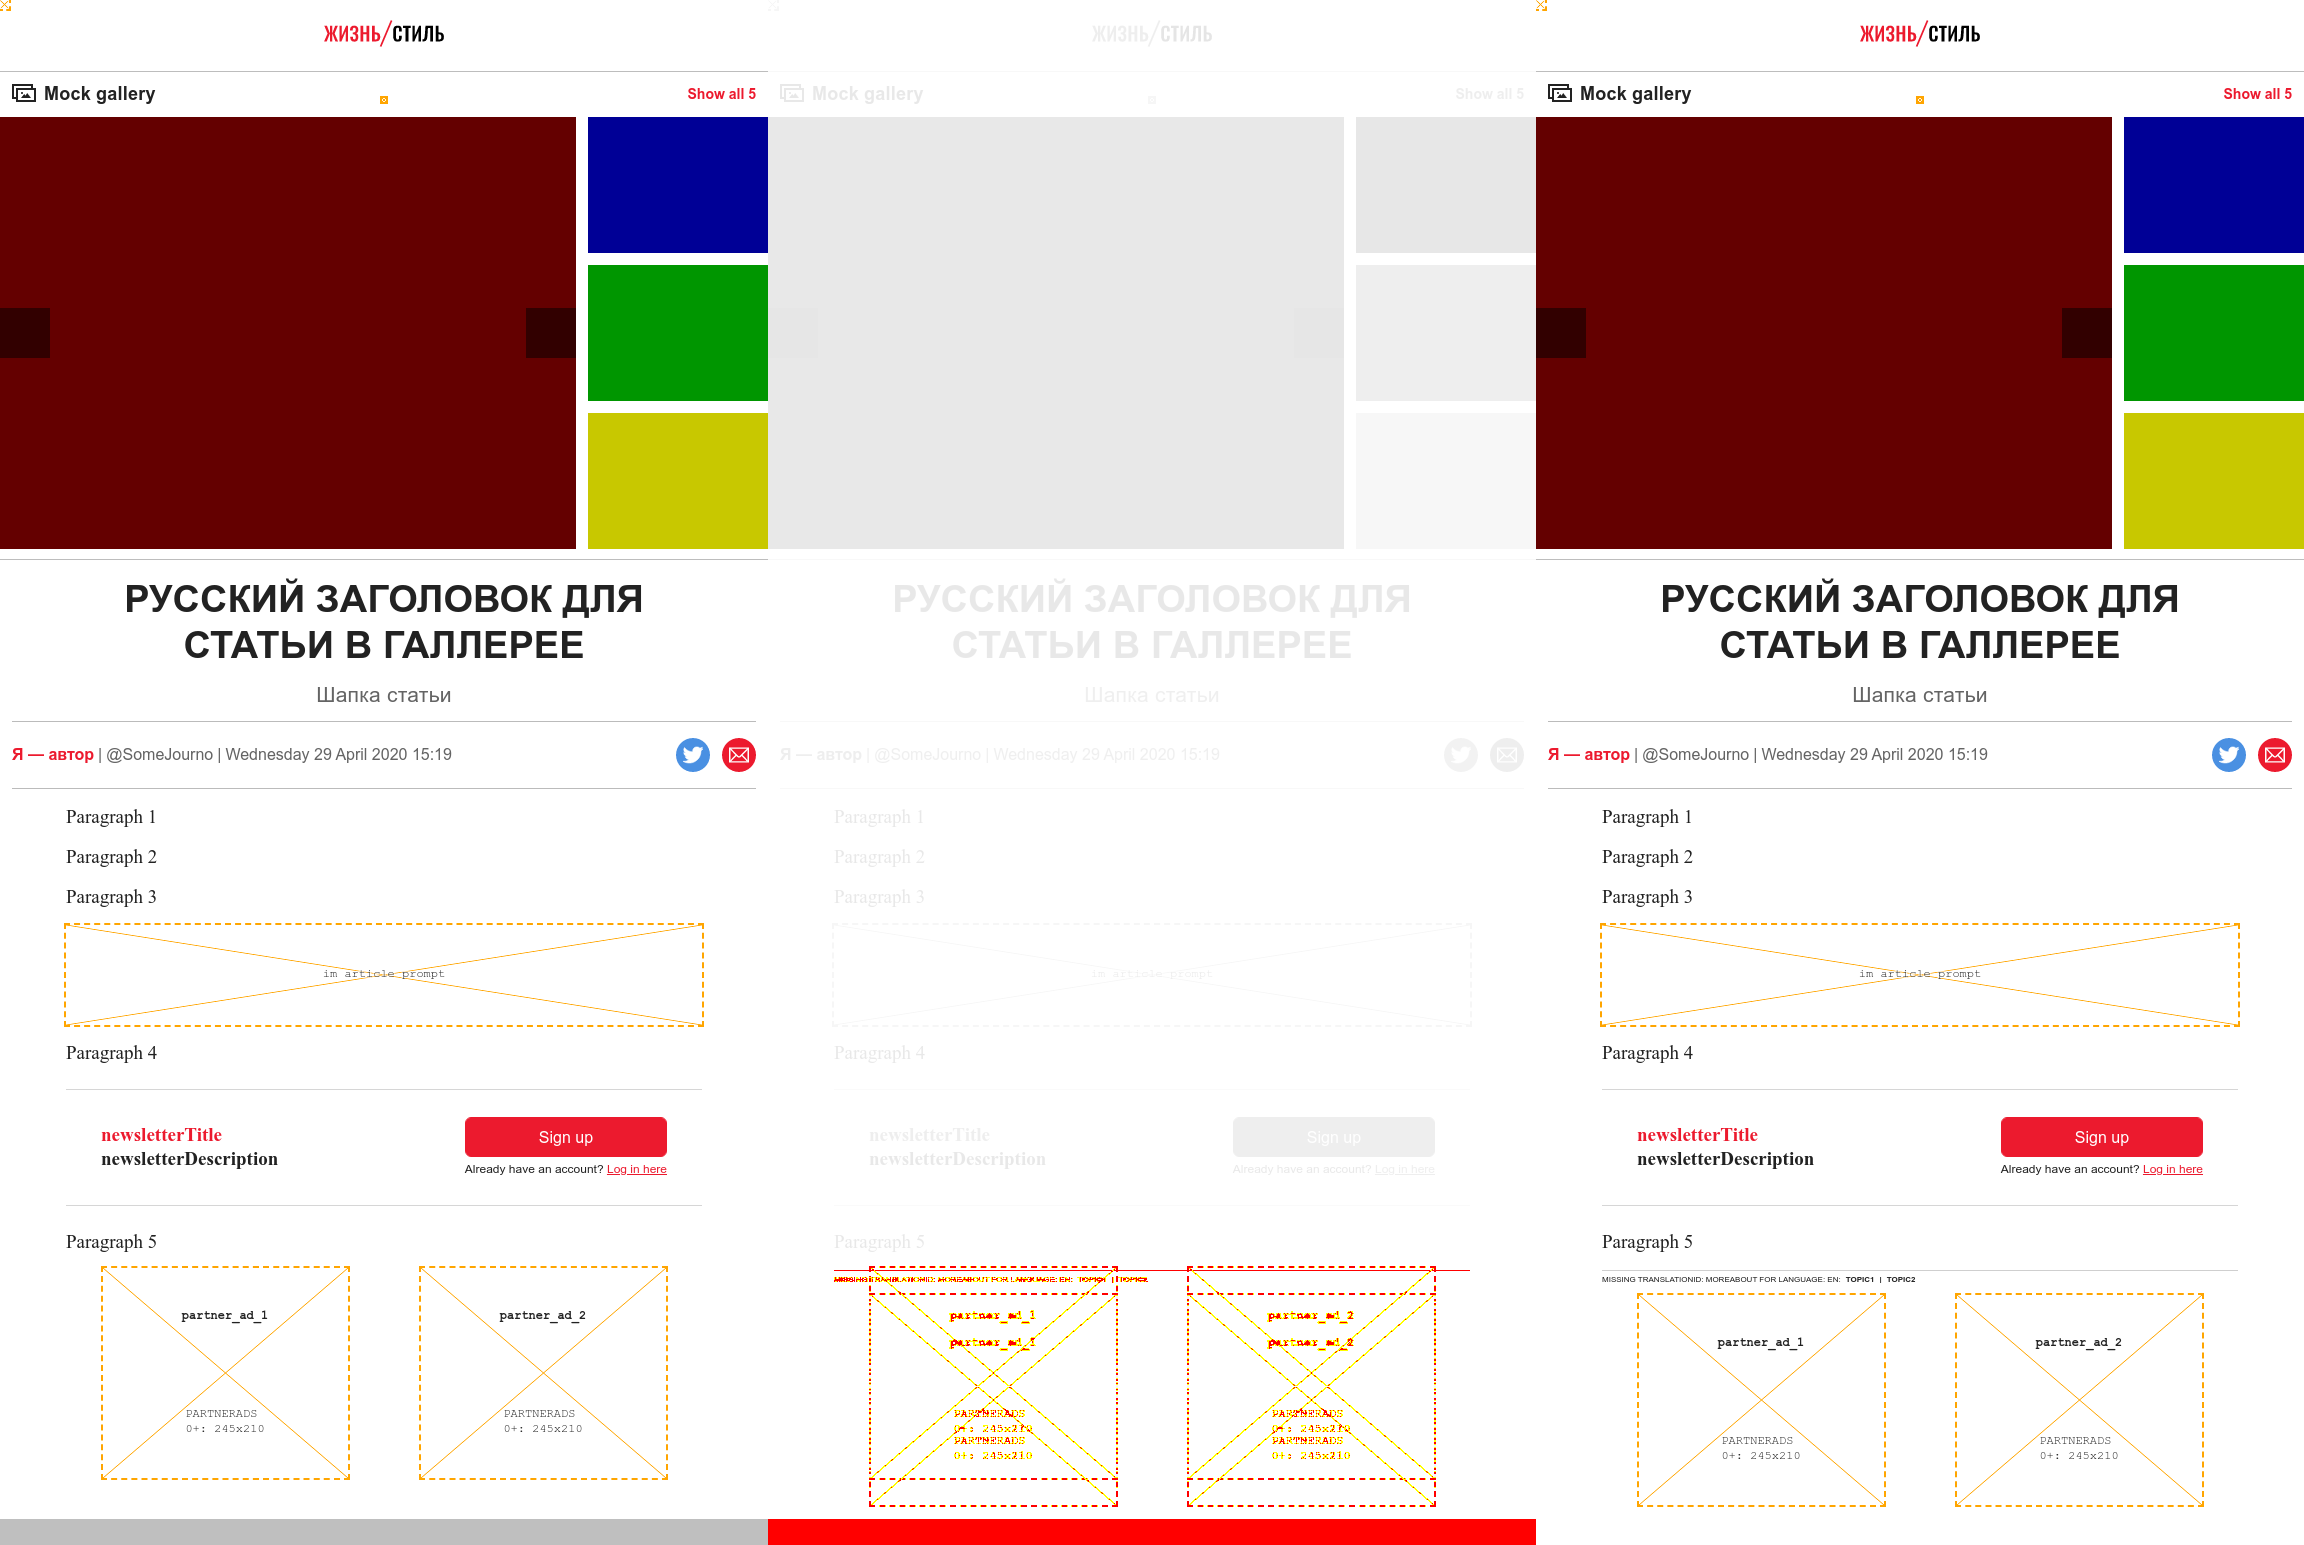 ЖИЗНЬ/СТИЛЬ
Mock gallery
Show all 5
РУССКИЙ ЗАГОЛОВОК ДЛЯ
СТАТЬИ В ГАЛЛЕРЕЕ
Шапка статьи
Я — автор | @SomeJourno | Wednesday 29 April 2020 15:19
Paragraph 1
Paragraph 2
Paragraph 3
im article prompt
Paragraph 4
newsletterTitle
newsletterDescription
Sign up
Already have an account? Log in here
Paragraph 5
partner_ad_1
PARTNERADS
0+: 245x210
partner_ad_2
PARTNERADS
0+: 245x210
ЖИЗНЬ/СТИЛЬ
Mock gallery
Show all 5
РУССКИЙ ЗАГОЛОВОК ДЛЯ
СТАТЬИ В ГАЛЛЕРЕЕ
Шапка статьи
Я — автор | @SomeJourno | Wednesday 29 April 2020 15:19
Paragraph 1
Paragraph 2
Paragraph 3
im article prompt
Paragraph 4
newsletterTitle
newsletterDescription
Sign up
Already have an account? Log in here
Paragraph 5
partner_ad_1
partner_ad_1
PARTNERADS
0+: 245x210
PARTNERADS
0+: 245x210
partner_ad_2
partner_ad_2
PARTNERADS
0+: 245x210
PARTNERADS
0+: 245x210
ЖИЗНЬ/СТИЛЬ
Mock gallery
Show all 5
РУССКИЙ ЗАГОЛОВОК ДЛЯ
СТАТЬИ В ГАЛЛЕРЕЕ
Шапка статьи
Я — автор | @SomeJourno | Wednesday 29 April 2020 15:19
Paragraph 1
Paragraph 2
Paragraph 3
im article prompt
Paragraph 4
newsletterTitle
newsletterDescription
Sign up
Already have an account? Log in here
Paragraph 5
MISSING TRANSLATIONID: MOREABOUT FOR LANGUAGE: EN: TOPIC1 | TOPIC2
partner_ad_1
PARTNERADS
0+: 245x210
partner_ad_2
PARTNERADS
0+: 245x210